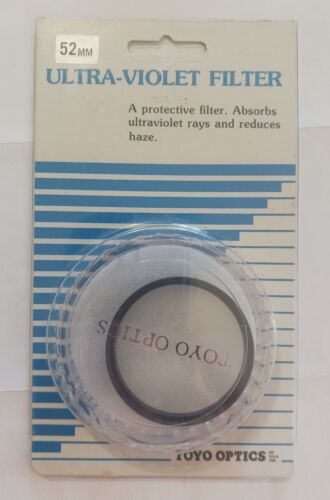 52MM
ULTRA-VIOLET FILTER
A protective filter. Absorbs
ultraviolet rays and reduces
haze.
TOYO OPTICS
TOYO OPTICS